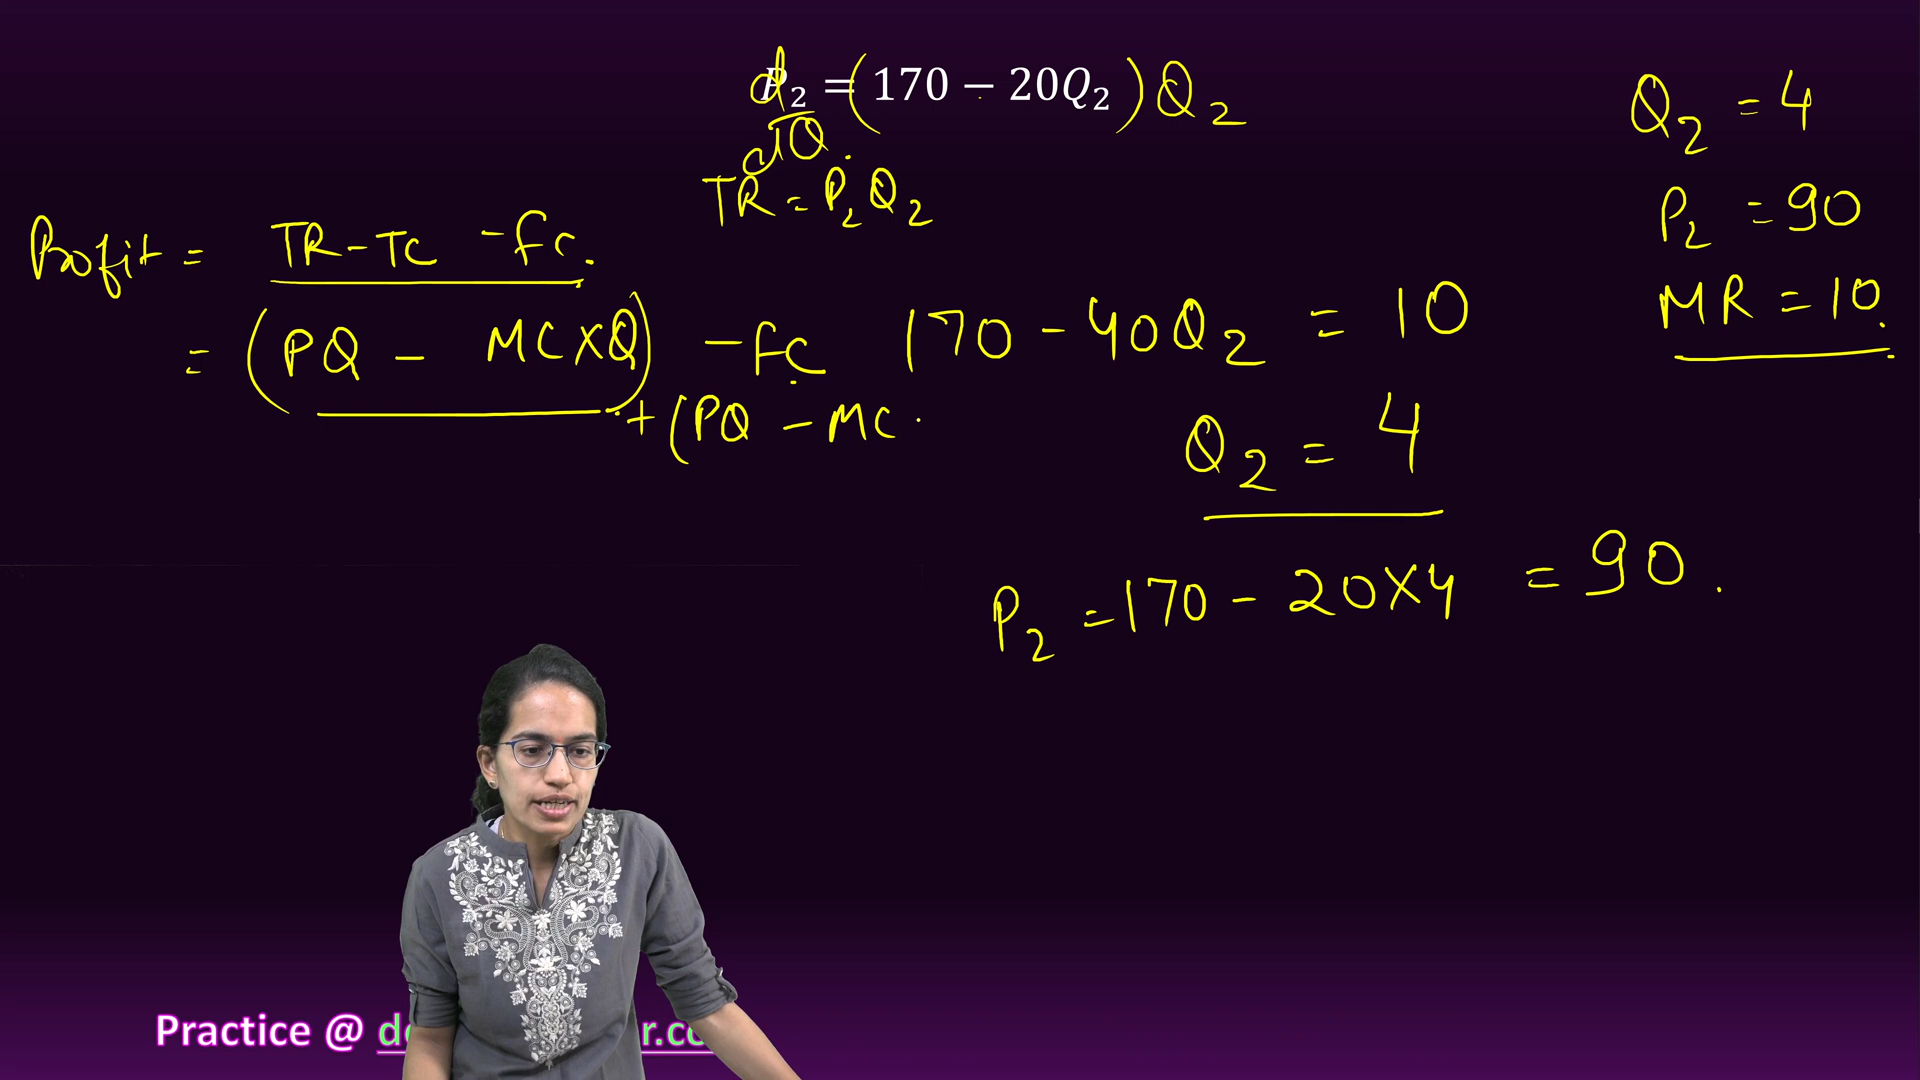 P₂ = (170 − 20Q₂) Q₂
d
dQ
TR = P₂Q₂
Profit = TR - TC - FC.
= (PQ - MC×Q) - FC
+ (PQ - MC
170 - 40Q₂ = 10
Q₂ = 4
P₂ = 170 - 20×4 = 90.
Q₂ = 4
P₂ = 90
MR = 10.
Practice @